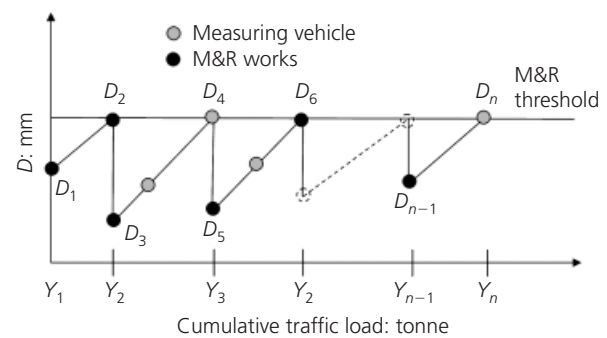 Measuring vehicle
M&R works
D: mm
M&R
threshold
D₂
D₄
D₆
Dₙ
D₁
D₃
D₅
Dₙ₋₁
Y₁ Y₂ Y₃ Y₂ Yₙ₋₁ Yₙ
Cumulative traffic load: tonne